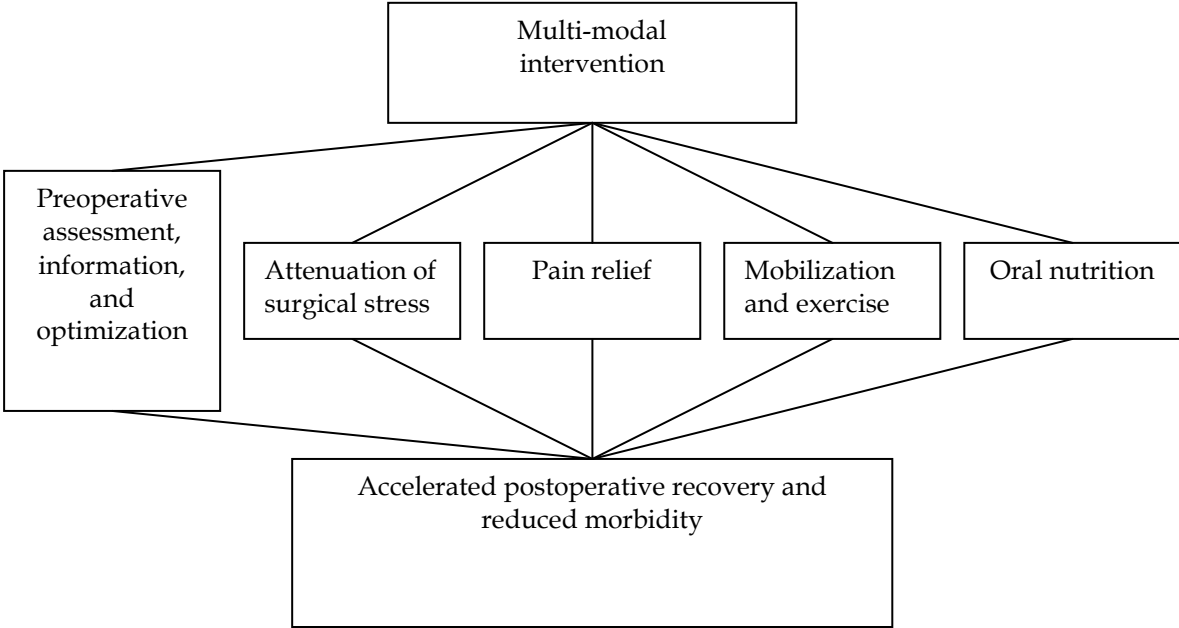 Multi-modal
intervention
Preoperative
assessment,
information,
and
optimization
Attenuation of
surgical stress
Pain relief
Mobilization
and exercise
Oral nutrition
Accelerated postoperative recovery and
reduced morbidity